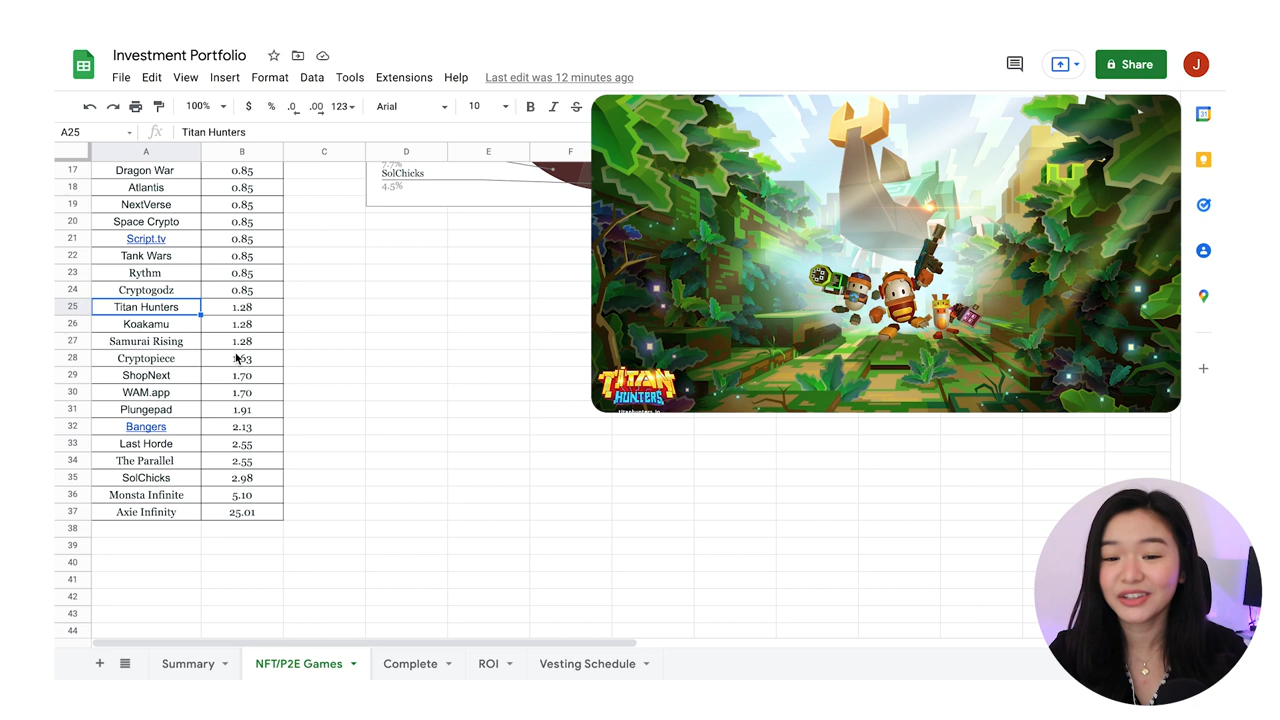 Investment Portfolio
File Edit View Insert Format Data Tools Extensions Help Last edit was 12 minutes ago
Share J
100% $ % .0 .00 123 Arial 10 B I S
A25 fx Titan Hunters
A B C D E F
17 Dragon War 0.85
18 Atlantis 0.85
19 NextVerse 0.85
20 Space Crypto 0.85
21 Script.tv 0.85
22 Tank Wars 0.85
23 Rythm 0.85
24 Cryptogodz 0.85
25 Titan Hunters 1.28
26 Koakamu 1.28
27 Samurai Rising 1.28
28 Cryptopiece
29 ShopNext 1.70
30 WAM.app 1.70
31 Plungepad 1.91
32 Bangers 2.13
33 Last Horde 2.55
34 The Parallel 2.55
35 SolChicks 2.98
36 Monsta Infinite 5.10
37 Axie Infinity 25.01
38
39
40
41
42
43
44
7.7%
SolChicks
4.5%
31
TITAN
HUNTERS
+ Summary NFT/P2E Games Complete ROI Vesting Schedule